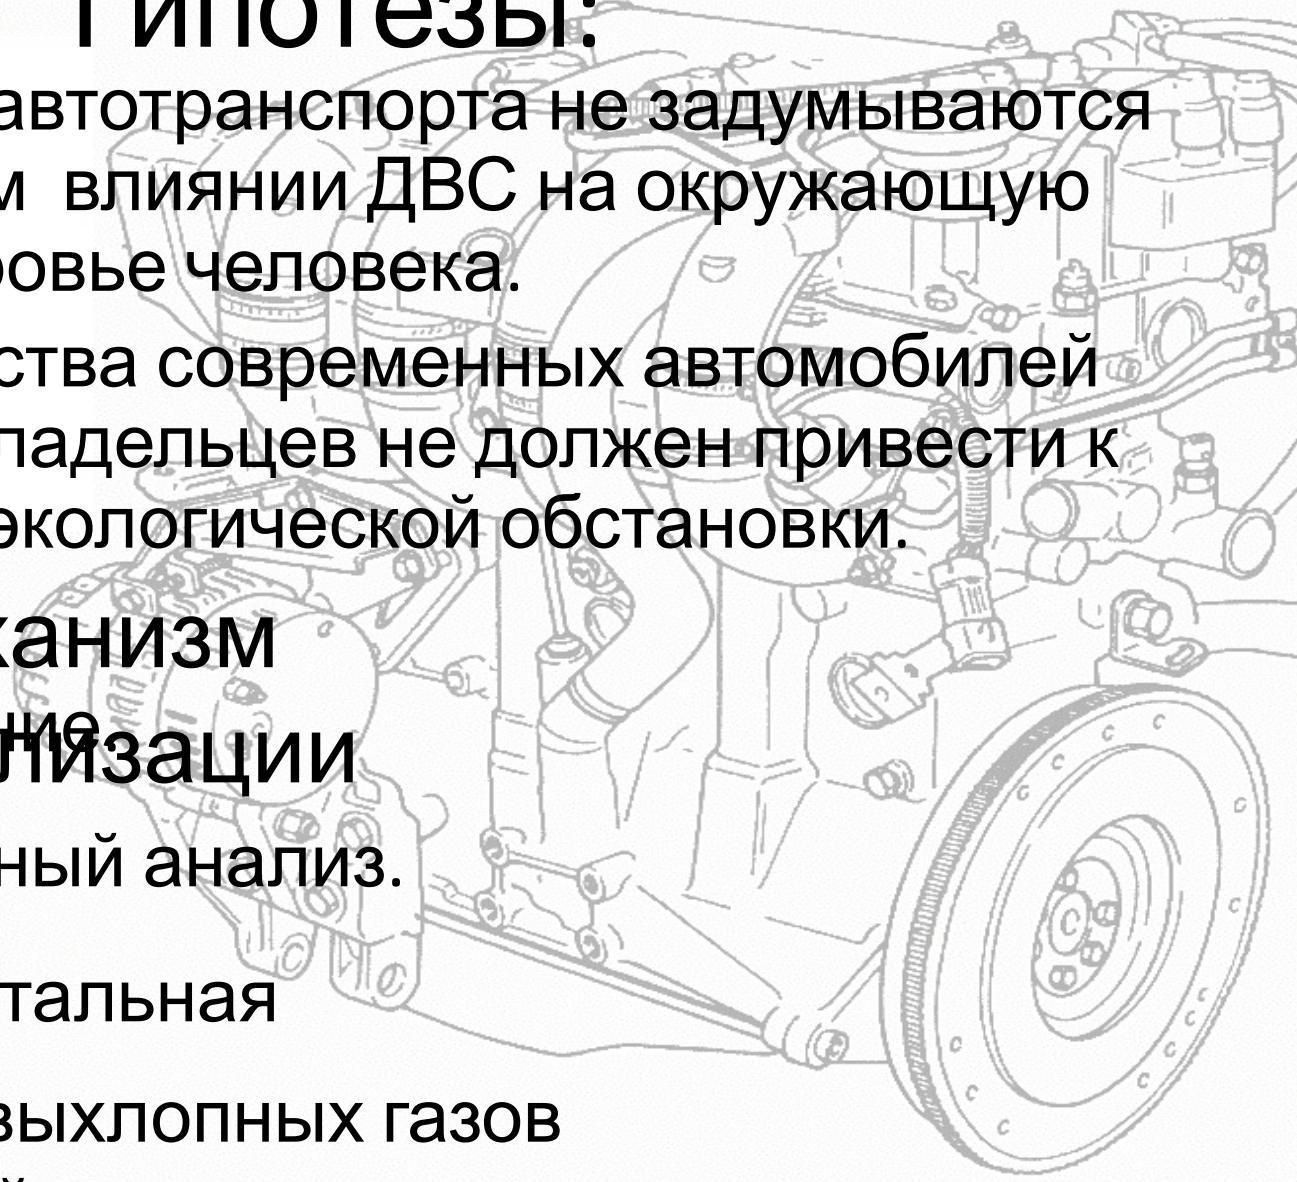 Гипотезы:
автотранспорта не задумываются
м влиянии ДВС на окружающую
ровье человека.
ства современных автомобилей
ладельцев не должен привести к
экологической обстановки.
ханизм
ние.
лизации
ный анализ.
тальная
выхлопных газов